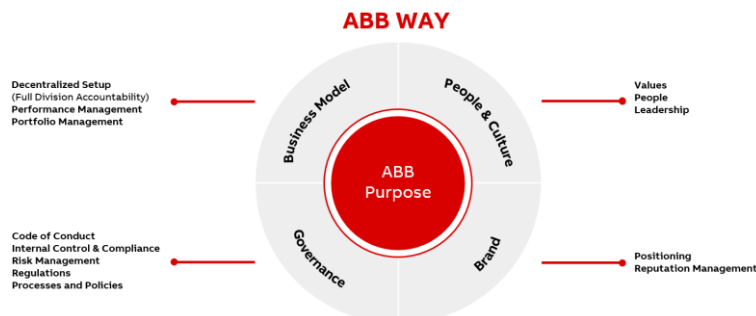 ABB WAY
Decentralized Setup
(Full Division Accountability)
Performance Management
Portfolio Management
Business Model
People & Culture
Values
People
Leadership
ABB
Purpose
Code of Conduct
Internal Control & Compliance
Risk Management
Regulations
Processes and Policies
Governance
Brand
Positioning
Reputation Management